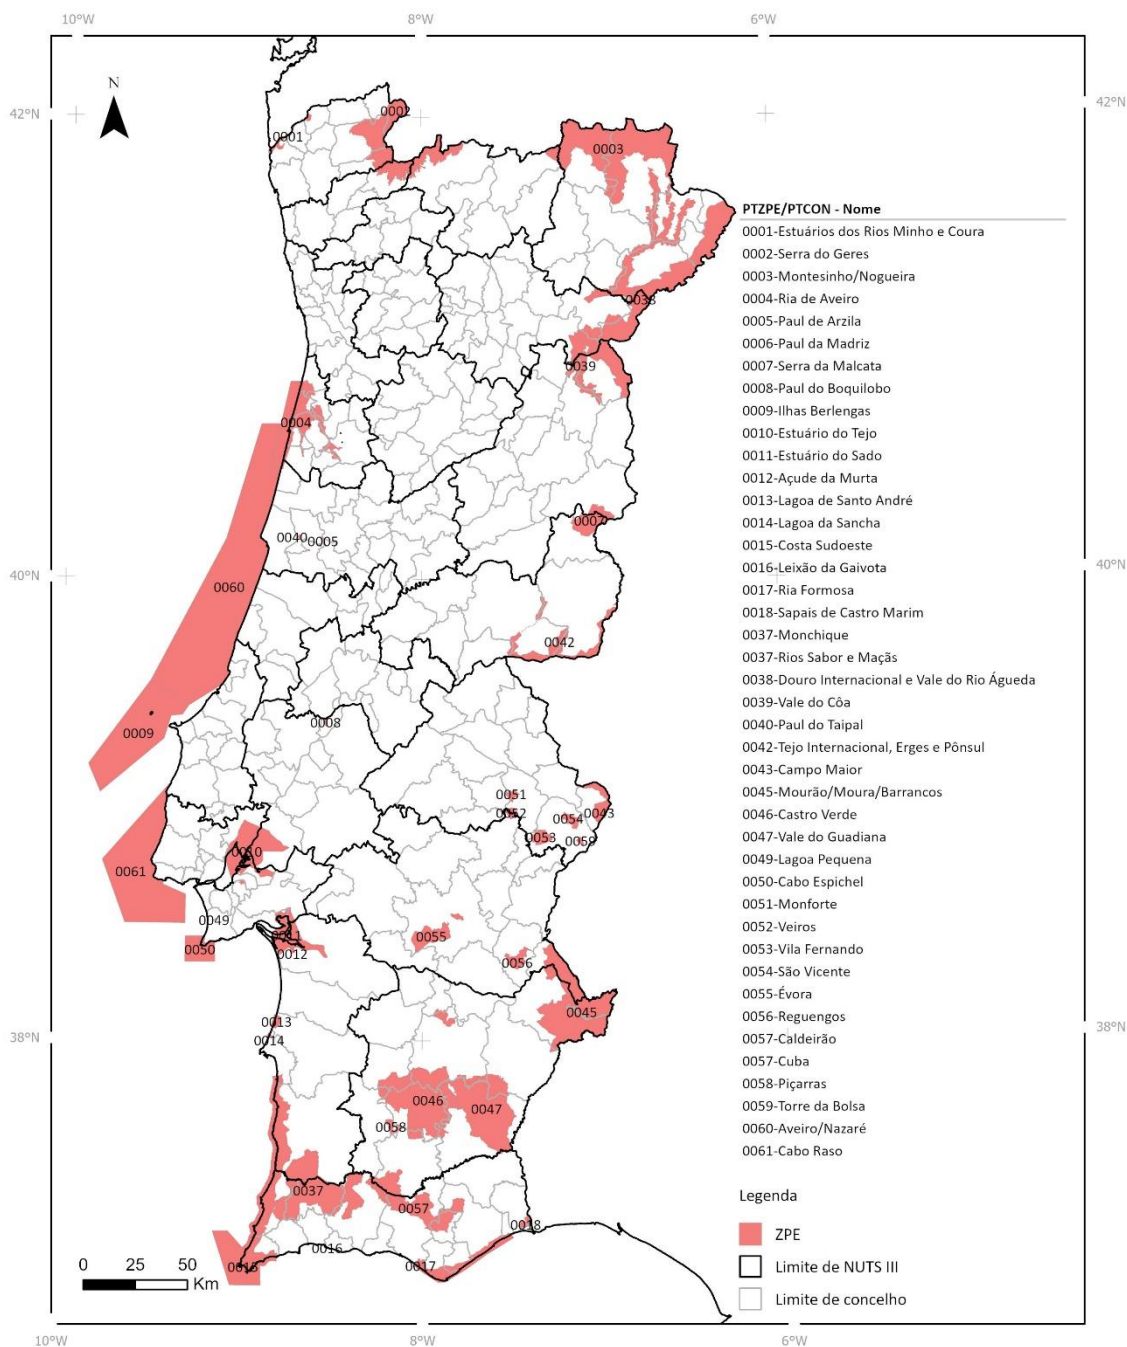 10°W 8°W 6°W
42°N 42°N
N
0002
0001
0003
PTZPE/PTCON - Nome
0001-Estuários dos Rios Minho e Coura
0002-Serra do Geres
0003-Montesinho/Nogueira
0004-Ria de Aveiro
0005-Paul de Arzila
0006-Paul da Madriz
0007-Serra da Malcata
0008-Paul do Boquilobo
0009-Ilhas Berlengas
0010-Estuário do Tejo
0011-Estuário do Sado
0012-Açude da Murta
0013-Lagoa de Santo André
0014-Lagoa da Sancha
0015-Costa Sudoeste
0016-Leixão da Gaivota
0017-Ria Formosa
0018-Sapais de Castro Marim
0037-Monchique
0037-Rios Sabor e Maçãs
0038-Douro Internacional e Vale do Rio Águeda
0039-Vale do Côa
0040-Paul do Taipal
0042-Tejo Internacional, Erges e Pônsul
0043-Campo Maior
0045-Mourão/Moura/Barrancos
0046-Castro Verde
0047-Vale do Guadiana
0049-Lagoa Pequena
0050-Cabo Espichel
0051-Monforte
0052-Veiros
0053-Vila Fernando
0054-São Vicente
0055-Évora
0056-Reguengos
0057-Caldeirão
0057-Cuba
0058-Piçarras
0059-Torre da Bolsa
0060-Aveiro/Nazaré
0061-Cabo Raso
0038
0039
0004
0007
0040
0005
40°N 40°N
0060
0042
0008
0009
0051
0052
0054
0043
0053
0059
0010
0061
0049
0011
0050
0012
0055
0056
0045
0013
0014
38°N 38°N
0046
0047
0058
0037
0057
0018
0016
0015
0017
Legenda
ZPE
Limite de NUTS III
Limite de concelho
0 25 50
Km
10°W 8°W 6°W